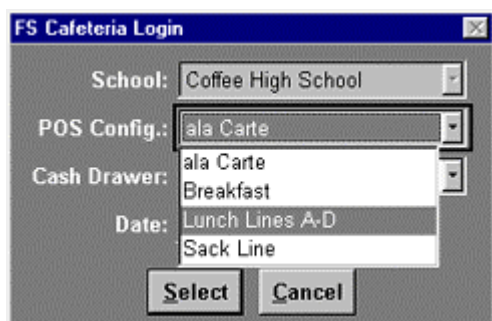 FS Cafeteria Login
School: Coffee High School
POS Config.: ala Carte
ala Carte
Cash Drawer:
Breakfast
Date: Lunch Lines A-D
Sack Line
Select Cancel